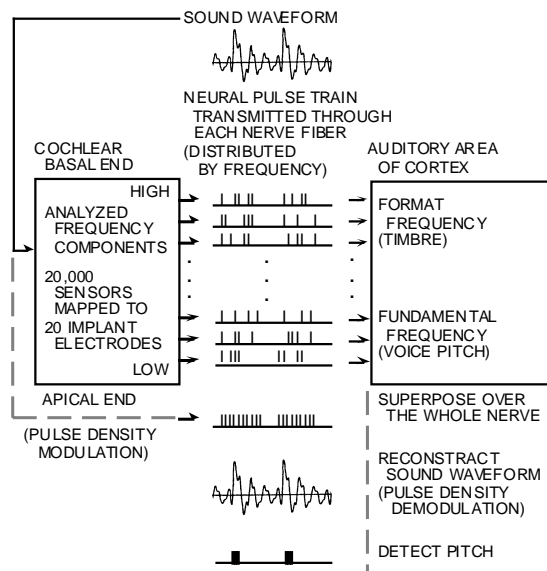 SOUND WAVEFORM
NEURAL PULSE TRAIN
TRANSMITTED THROUGH
EACH NERVE FIBER
(DISTRIBUTED
BY FREQUENCY)
COCHLEAR
BASAL END
HIGH
ANALYZED
FREQUENCY
COMPONENTS
20,000
SENSORS
MAPPED TO
20 IMPLANT
ELECTRODES
LOW
APICAL END
(PULSE DENSITY
MODULATION)
AUDITORY AREA
OF CORTEX
FORMAT
FREQUENCY
(TIMBRE)
FUNDAMENTAL
FREQUENCY
(VOICE PITCH)
SUPERPOSE OVER
THE WHOLE NERVE
RECONSTRACT
SOUND WAVEFORM
(PULSE DENSITY
DEMODULATION)
DETECT PITCH